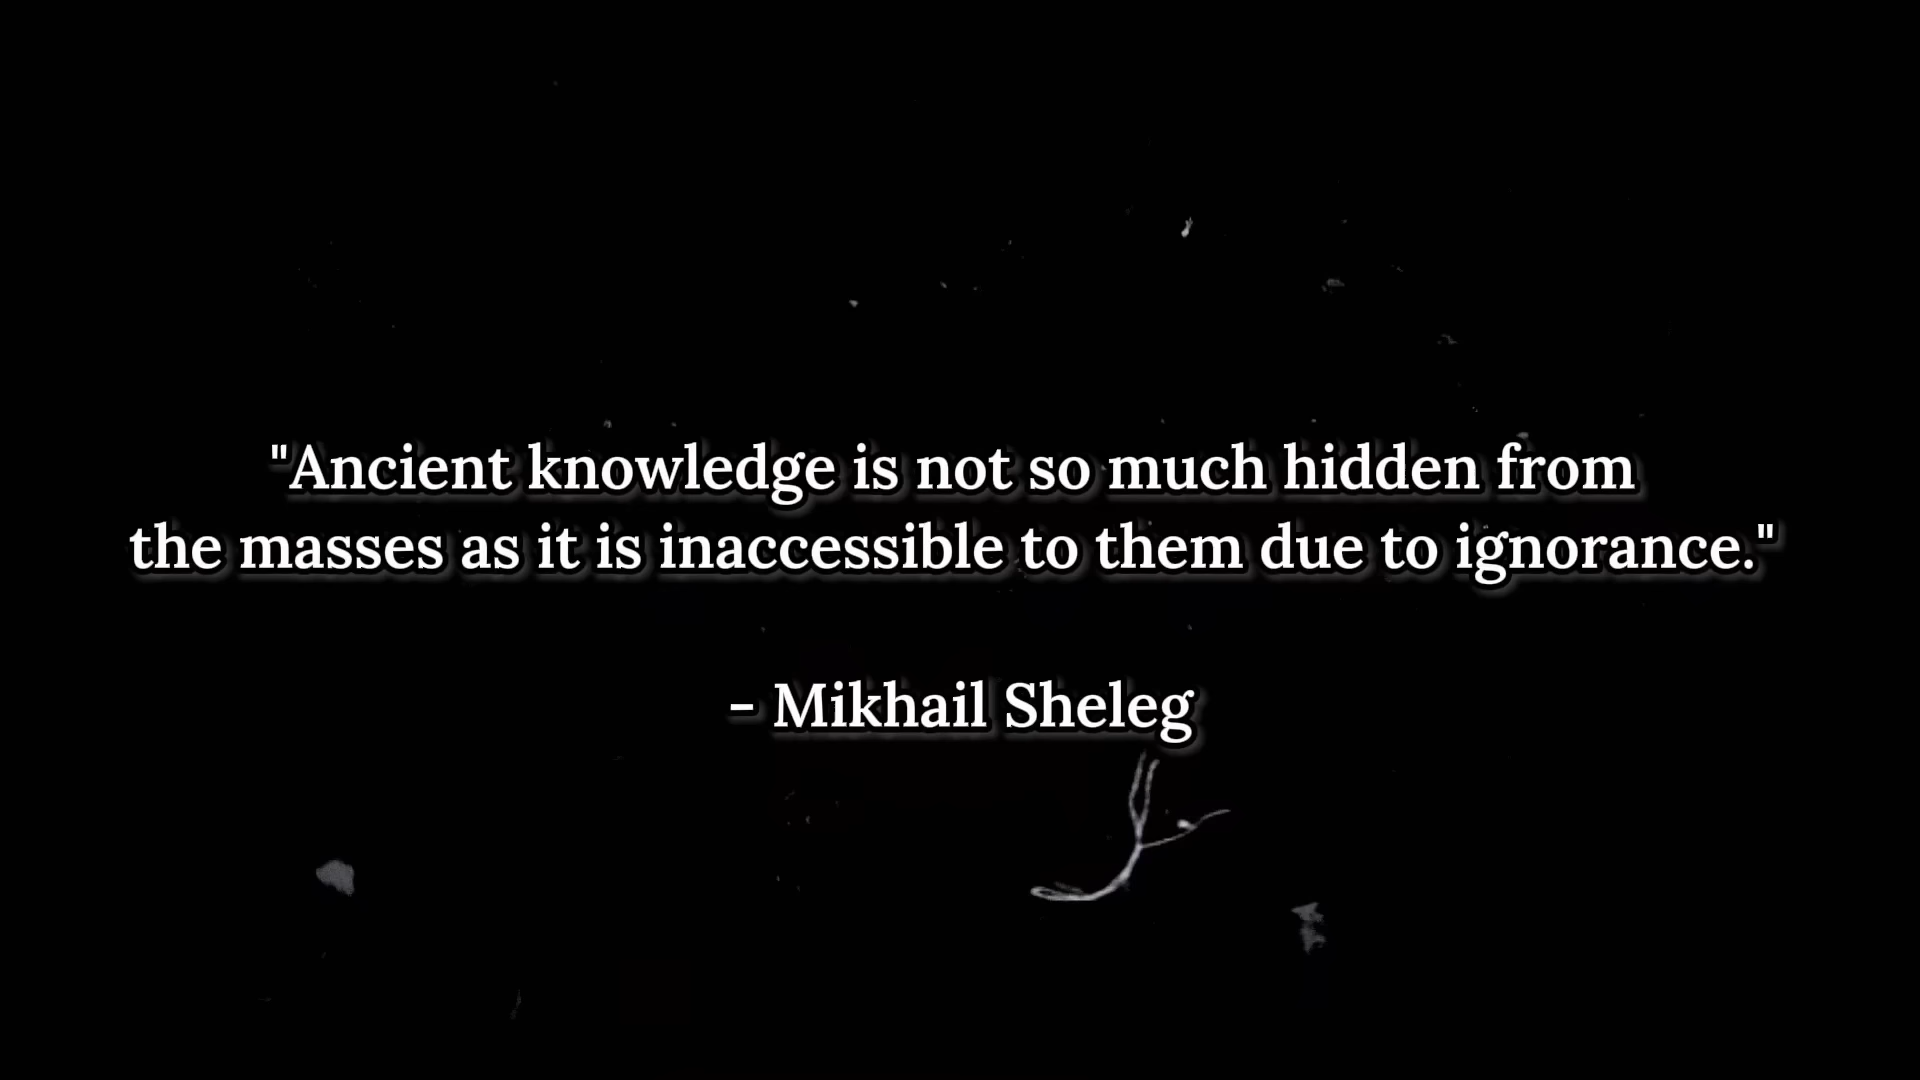 "Ancient knowledge is not so much hidden from
the masses as it is inaccessible to them due to ignorance."
- Mikhail Sheleg